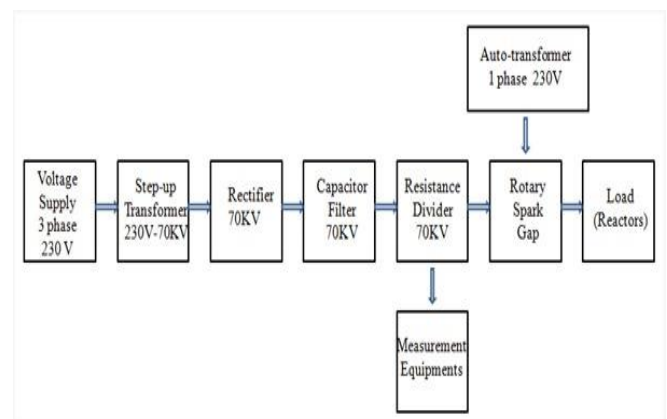 Auto-transformer
1 phase 230V
Voltage
Supply
3 phase
230 V
Step-up
Transformer
230V-70KV
Rectifier
70KV
Capacitor
Filter
70KV
Resistance
Divider
70KV
Rotary
Spark
Gap
Load
(Reactors)
Measurement
Equipments